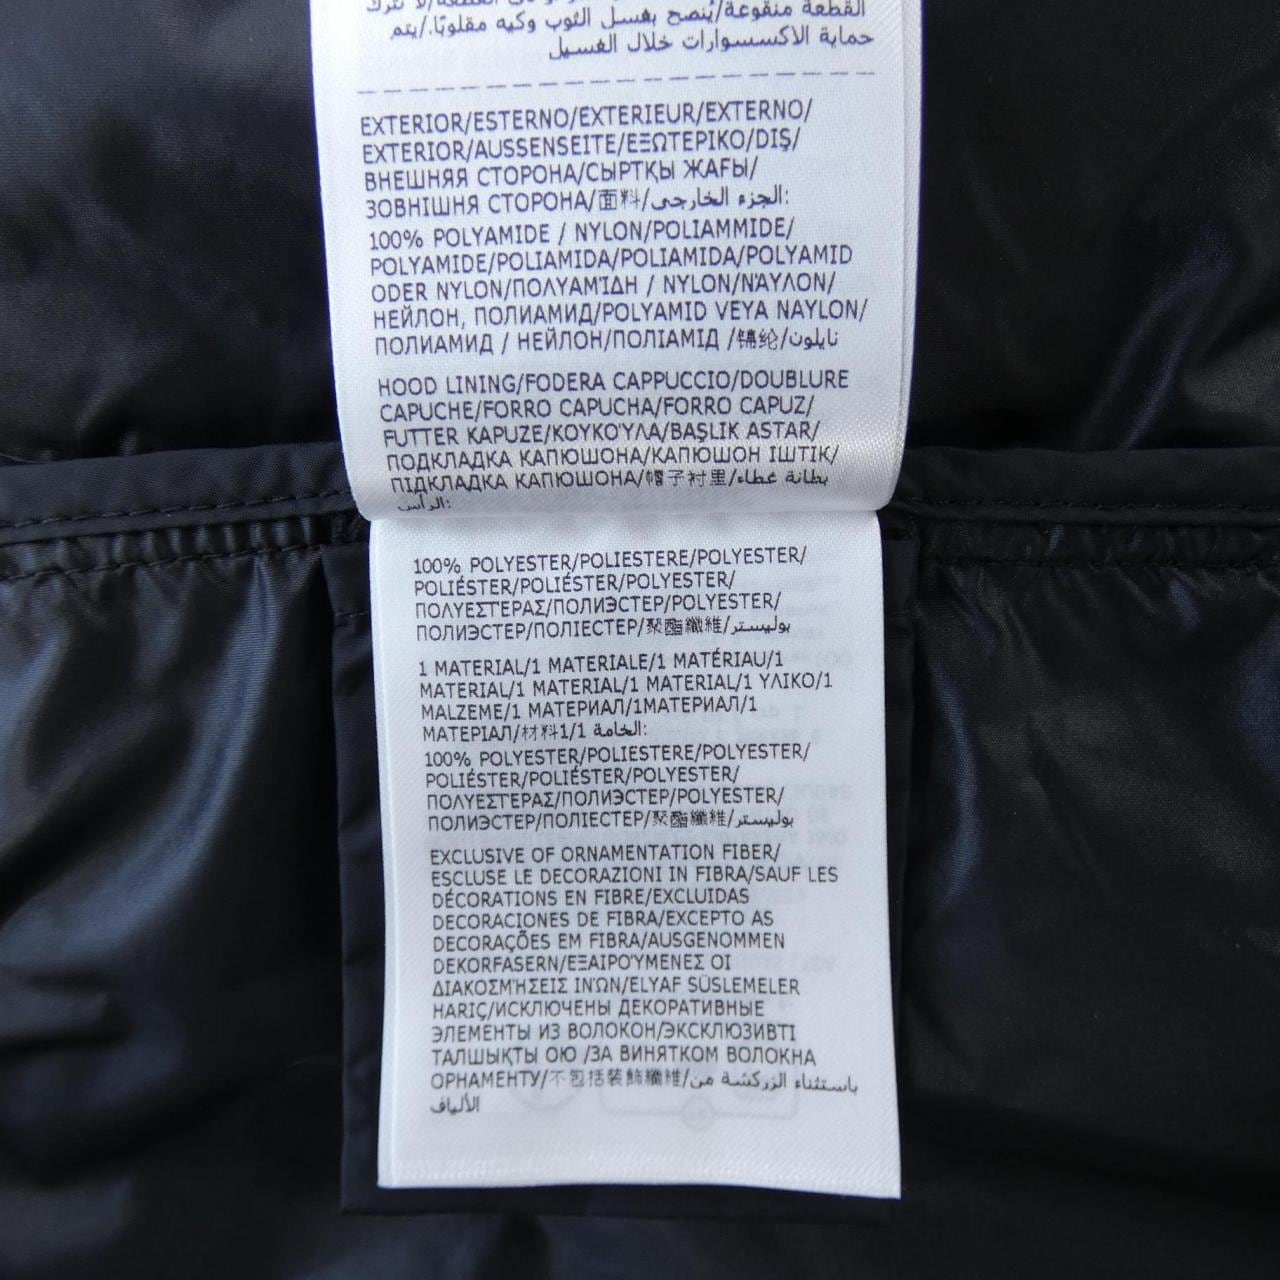 القطعة منقوعة/يُنصح بغسل الثوب وكيه مقلوبًا./يتم
حماية الاكسسوارات خلال الغسيل
EXTERIOR/ESTERNO/EXTERIEUR/EXTERNO/
EXTERIOR/AUSSENSEITE/ΕΞΩΤΕΡΙΚΟ/DIŞ/
ВНЕШНЯЯ СТОРОНА/СЫРТҚЫ ЖАҒЫ/
ЗОВНІШНЯ СТОРОНА/面料/الجزء الخارجي:
100% POLYAMIDE / NYLON/POLIAMMIDE/
POLYAMIDE/POLIAMIDA/POLIAMIDA/POLYAMID
ODER NYLON/ΠΟΛΥΑΜΊΔΗ / NYLON/ΝΆΥΛΟΝ/
НЕЙЛОН, ПОЛИАМИД/POLYAMID VEYA NAYLON/
ПОЛИАМИД / НЕЙЛОН/ПОЛІАМІД /锦纶/نايلون
HOOD LINING/FODERA CAPPUCCIO/DOUBLURE
CAPUCHE/FORRO CAPUCHA/FORRO CAPUZ/
FUTTER KAPUZE/ΚΟΥΚΟΎΛΑ/BAŞLIK ASTAR/
ПОДКЛАДКА КАПЮШОНА/КАПЮШОН ІШТІК/
ПІДКЛАДКА КАПЮШОНА/帽子衬里/بطانة غطاء
الرأس:
100% POLYESTER/POLIESTERE/POLYESTER/
POLIÉSTER/POLIÉSTER/POLYESTER/
ΠΟΛΥΕΣΤΕΡΑΣ/ПОЛИЭСТЕР/POLYESTER/
ПОЛИЭСТЕР/ПОЛІЕСТЕР/聚酯纖維/بوليستر
1 MATERIAL/1 MATERIALE/1 MATÉRIAU/1
MATERIAL/1 MATERIAL/1 MATERIAL/1 ΥΛΙΚΟ/1
MALZEME/1 МАТЕРИАЛ/1МАТЕРИАЛ/1
МАТЕРІАЛ/材料1/1 الخامة:
100% POLYESTER/POLIESTERE/POLYESTER/
POLIÉSTER/POLIÉSTER/POLYESTER/
ΠΟΛΥΕΣΤΕΡΑΣ/ПОЛИЭСТЕР/POLYESTER/
ПОЛИЭСТЕР/ПОЛІЕСТЕР/聚酯纖維/بوليستر
EXCLUSIVE OF ORNAMENTATION FIBER/
ESCLUSE LE DECORAZIONI IN FIBRA/SAUF LES
DÉCORATIONS EN FIBRE/EXCLUIDAS
DECORACIONES DE FIBRA/EXCEPTO AS
DECORAÇÕES EM FIBRA/AUSGENOMMEN
DEKORFASERN/ΕΞΑΙΡΟΎΜΕΝΕΣ ΟΙ
ΔΙΑΚΟΣΜΉΣΕΙΣ ΙΝΏΝ/ELYAF SÜSLEMELER
HARIÇ/ИСКЛЮЧЕНЫ ДЕКОРАТИВНЫЕ
ЭЛЕМЕНТЫ ИЗ ВОЛОКОН/ЭКСКЛЮЗИВТІ
ТАЛШЫҚТЫ ОЮ /ЗА ВИНЯТКОМ ВОЛОКНА
ОРНАМЕНТУ/不包括装飾纖維/باستثناء الزركشة من
الألياف